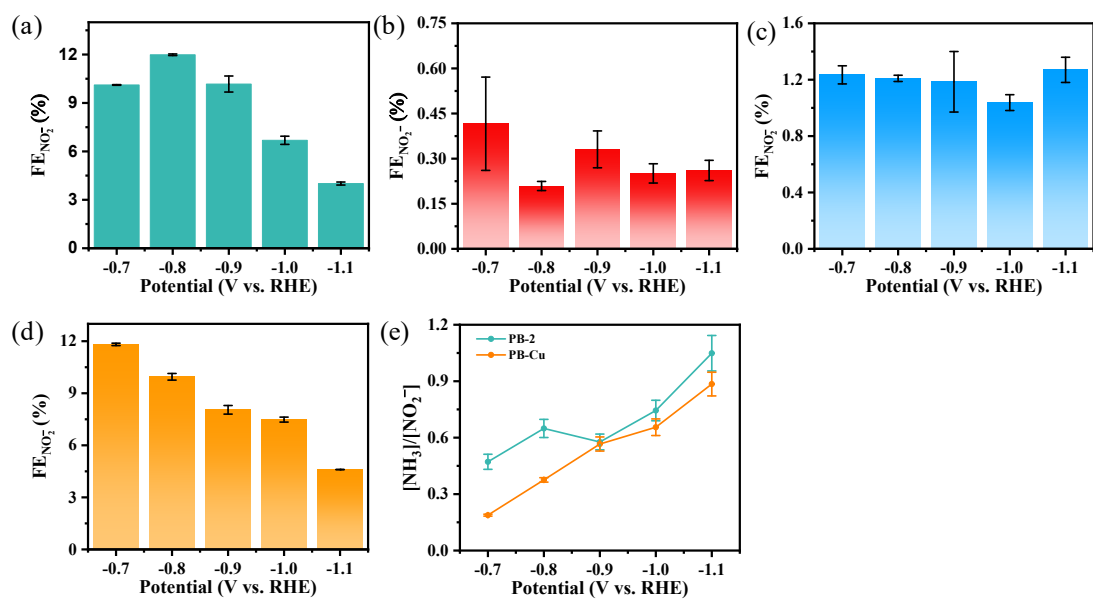 (a)
FE_NO₂⁻ (%)
12
9
6
3
0
-0.7 -0.8 -0.9 -1.0 -1.1
Potential (V vs. RHE)
(b)
FE_NO₂⁻ (%)
0.75
0.60
0.45
0.30
0.15
0.00
-0.7 -0.8 -0.9 -1.0 -1.1
Potential (V vs. RHE)
(c)
FE_NO₂⁻ (%)
1.6
1.2
0.8
0.4
0.0
-0.7 -0.8 -0.9 -1.0 -1.1
Potential (V vs. RHE)
(d)
FE_NO₂⁻ (%)
12
9
6
3
0
-0.7 -0.8 -0.9 -1.0 -1.1
Potential (V vs. RHE)
(e)
[NH₃]/[NO₂⁻]
1.2
0.9
0.6
0.3
0.0
PB-2
PB-Cu
-0.7 -0.8 -0.9 -1.0 -1.1
Potential (V vs. RHE)